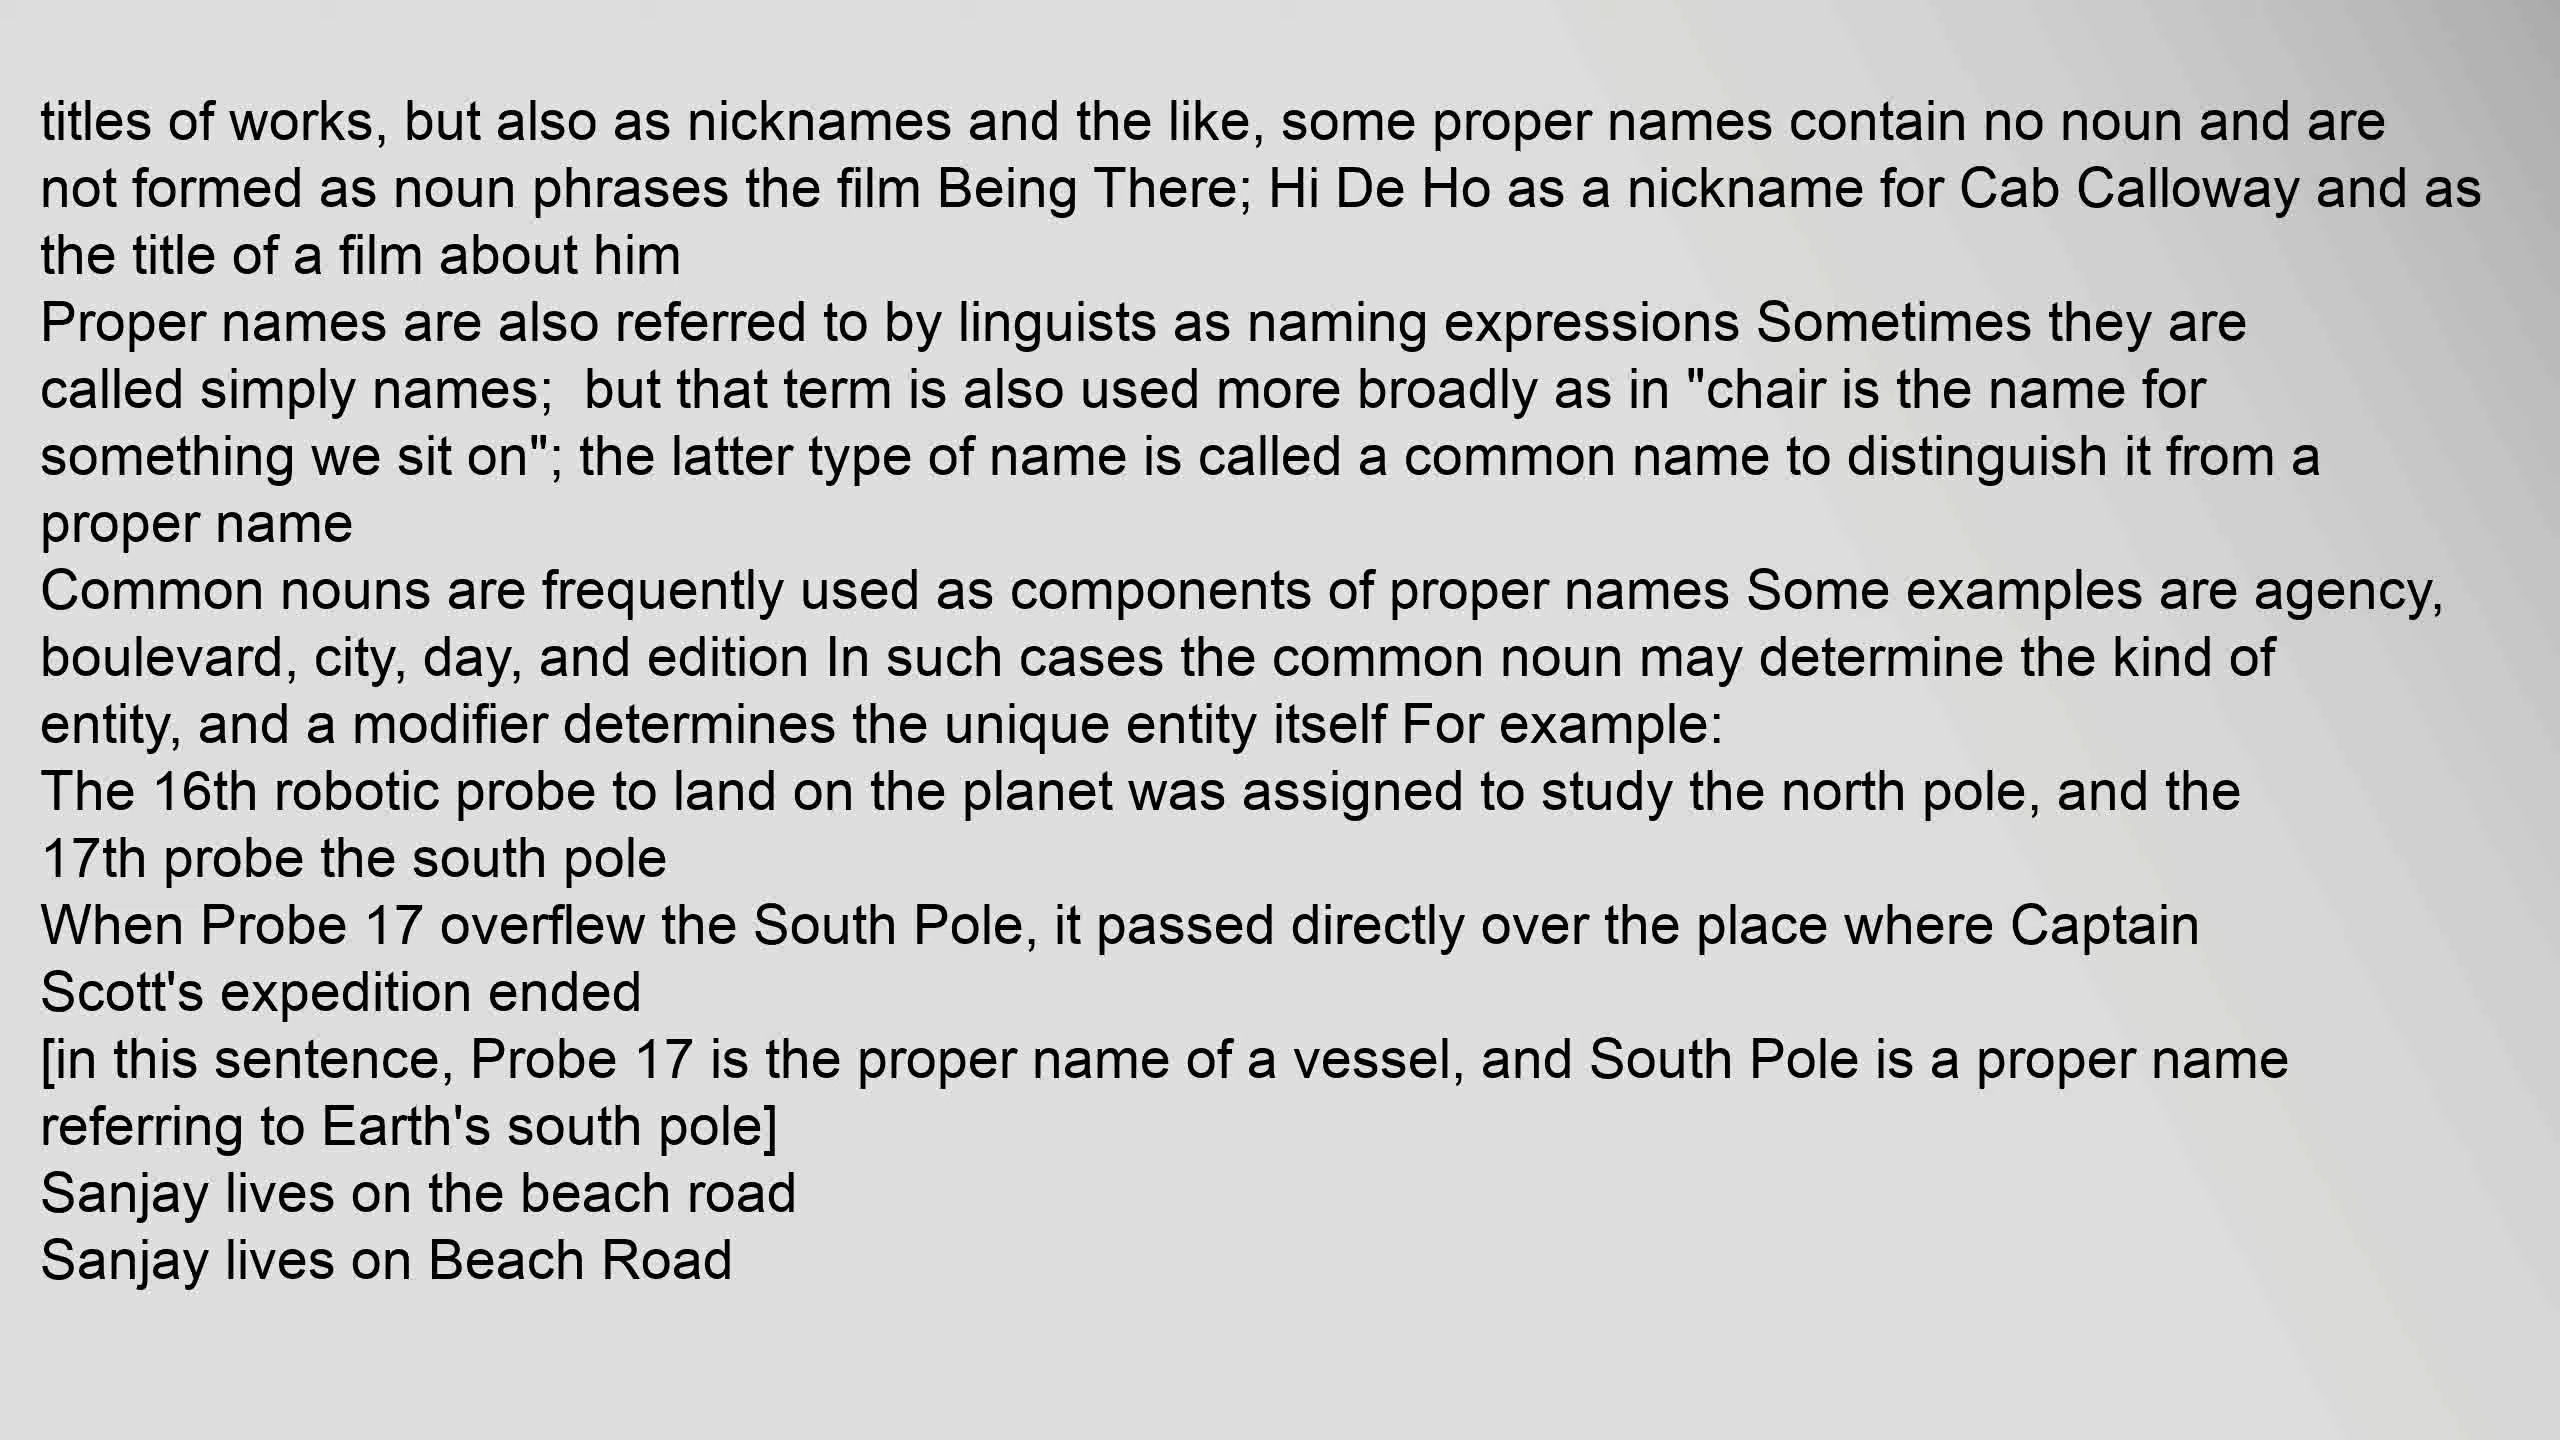 titles of works, but also as nicknames and the like, some proper names contain no noun and are
not formed as noun phrases the film Being There; Hi De Ho as a nickname for Cab Calloway and as
the title of a film about him
Proper names are also referred to by linguists as naming expressions Sometimes they are
called simply names;  but that term is also used more broadly as in "chair is the name for
something we sit on"; the latter type of name is called a common name to distinguish it from a
proper name
Common nouns are frequently used as components of proper names Some examples are agency,
boulevard, city, day, and edition In such cases the common noun may determine the kind of
entity, and a modifier determines the unique entity itself For example:
The 16th robotic probe to land on the planet was assigned to study the north pole, and the
17th probe the south pole
When Probe 17 overflew the South Pole, it passed directly over the place where Captain
Scott's expedition ended
[in this sentence, Probe 17 is the proper name of a vessel, and South Pole is a proper name
referring to Earth's south pole]
Sanjay lives on the beach road
Sanjay lives on Beach Road